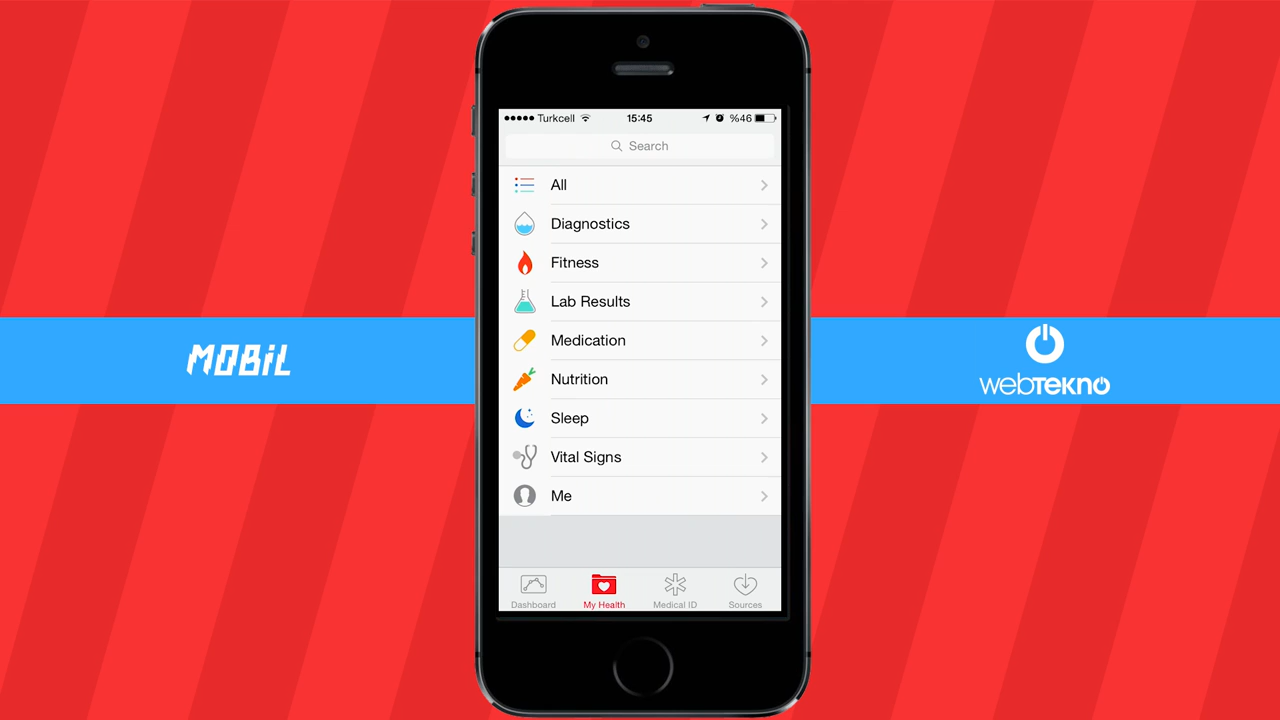 Turkcell 15:45 %46
Search
All
Diagnostics
Fitness
Lab Results
Medication
Nutrition
Sleep
Vital Signs
Me
Dashboard My Health Medical ID Sources
MOBİL
webTEKNO